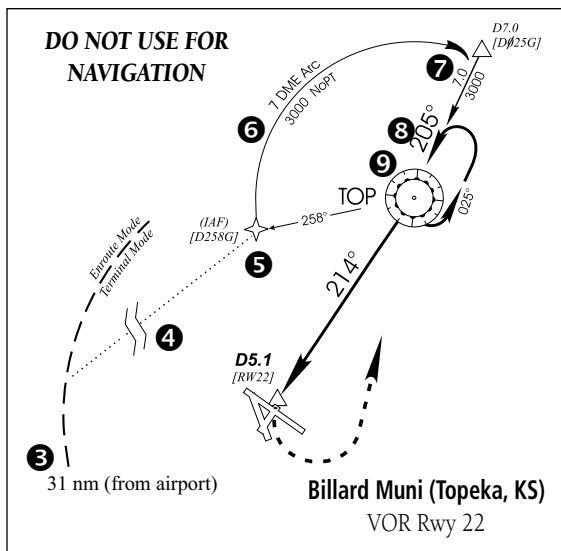 DO NOT USE FOR
NAVIGATION
D7.0
[DØ25G]
7
7.0
3000
7 DME Arc
3000 NoPT
6
8
205°
9
TOP
025°
258°
(IAF)
[D258G]
5
Enroute Mode
Terminal Mode
214°
4
D5.1
[RW22]
3
31 nm (from airport)
Billard Muni (Topeka, KS)
VOR Rwy 22